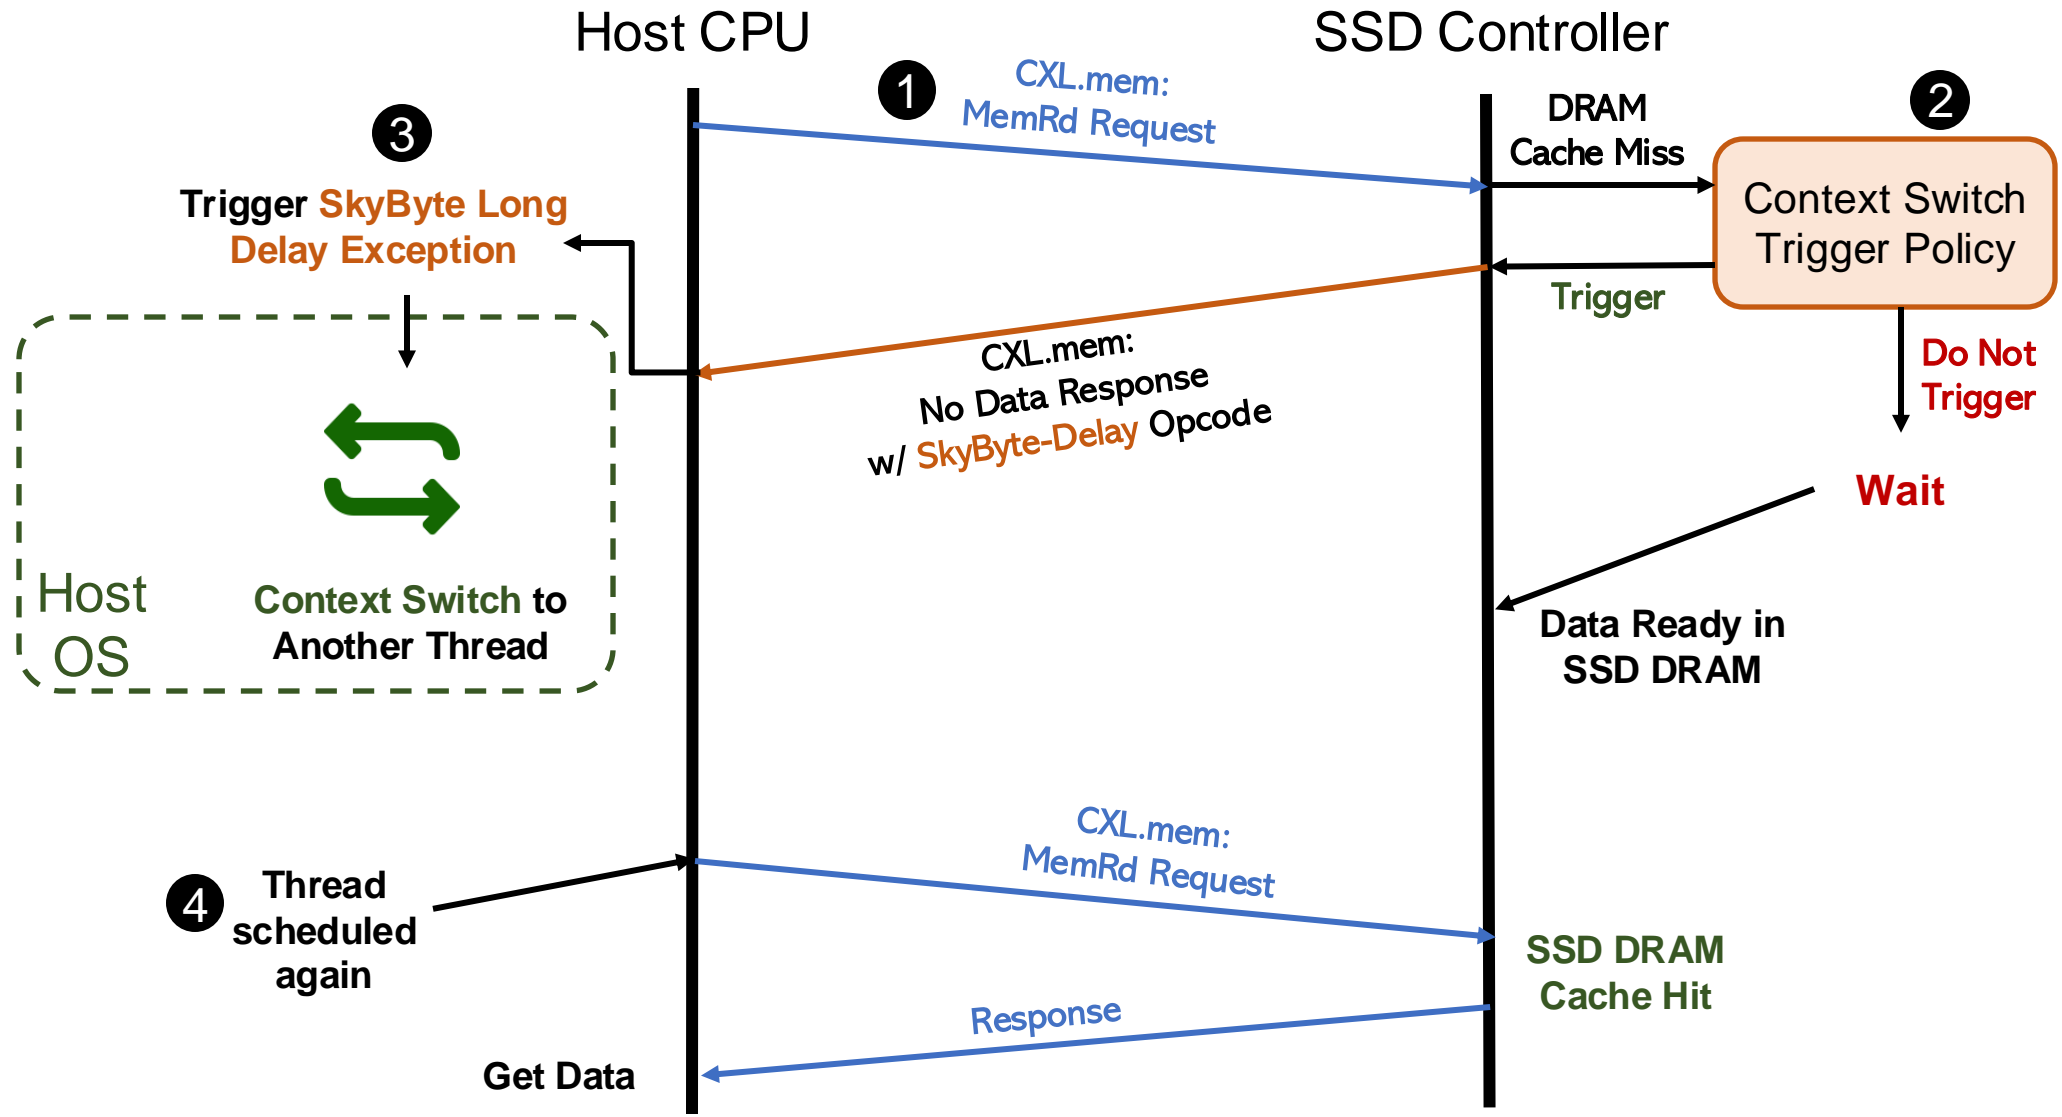 Host CPU
SSD Controller
1
CXL.mem:
MemRd Request
DRAM
Cache Miss
2
Context Switch
Trigger Policy
3
Trigger SkyByte Long
Delay Exception
Trigger
Do Not
Trigger
CXL.mem:
No Data Response
w/ SkyByte-Delay Opcode
Wait
Host
OS
Context Switch to
Another Thread
Data Ready in
SSD DRAM
CXL.mem:
MemRd Request
4
Thread
scheduled
again
SSD DRAM
Cache Hit
Response
Get Data